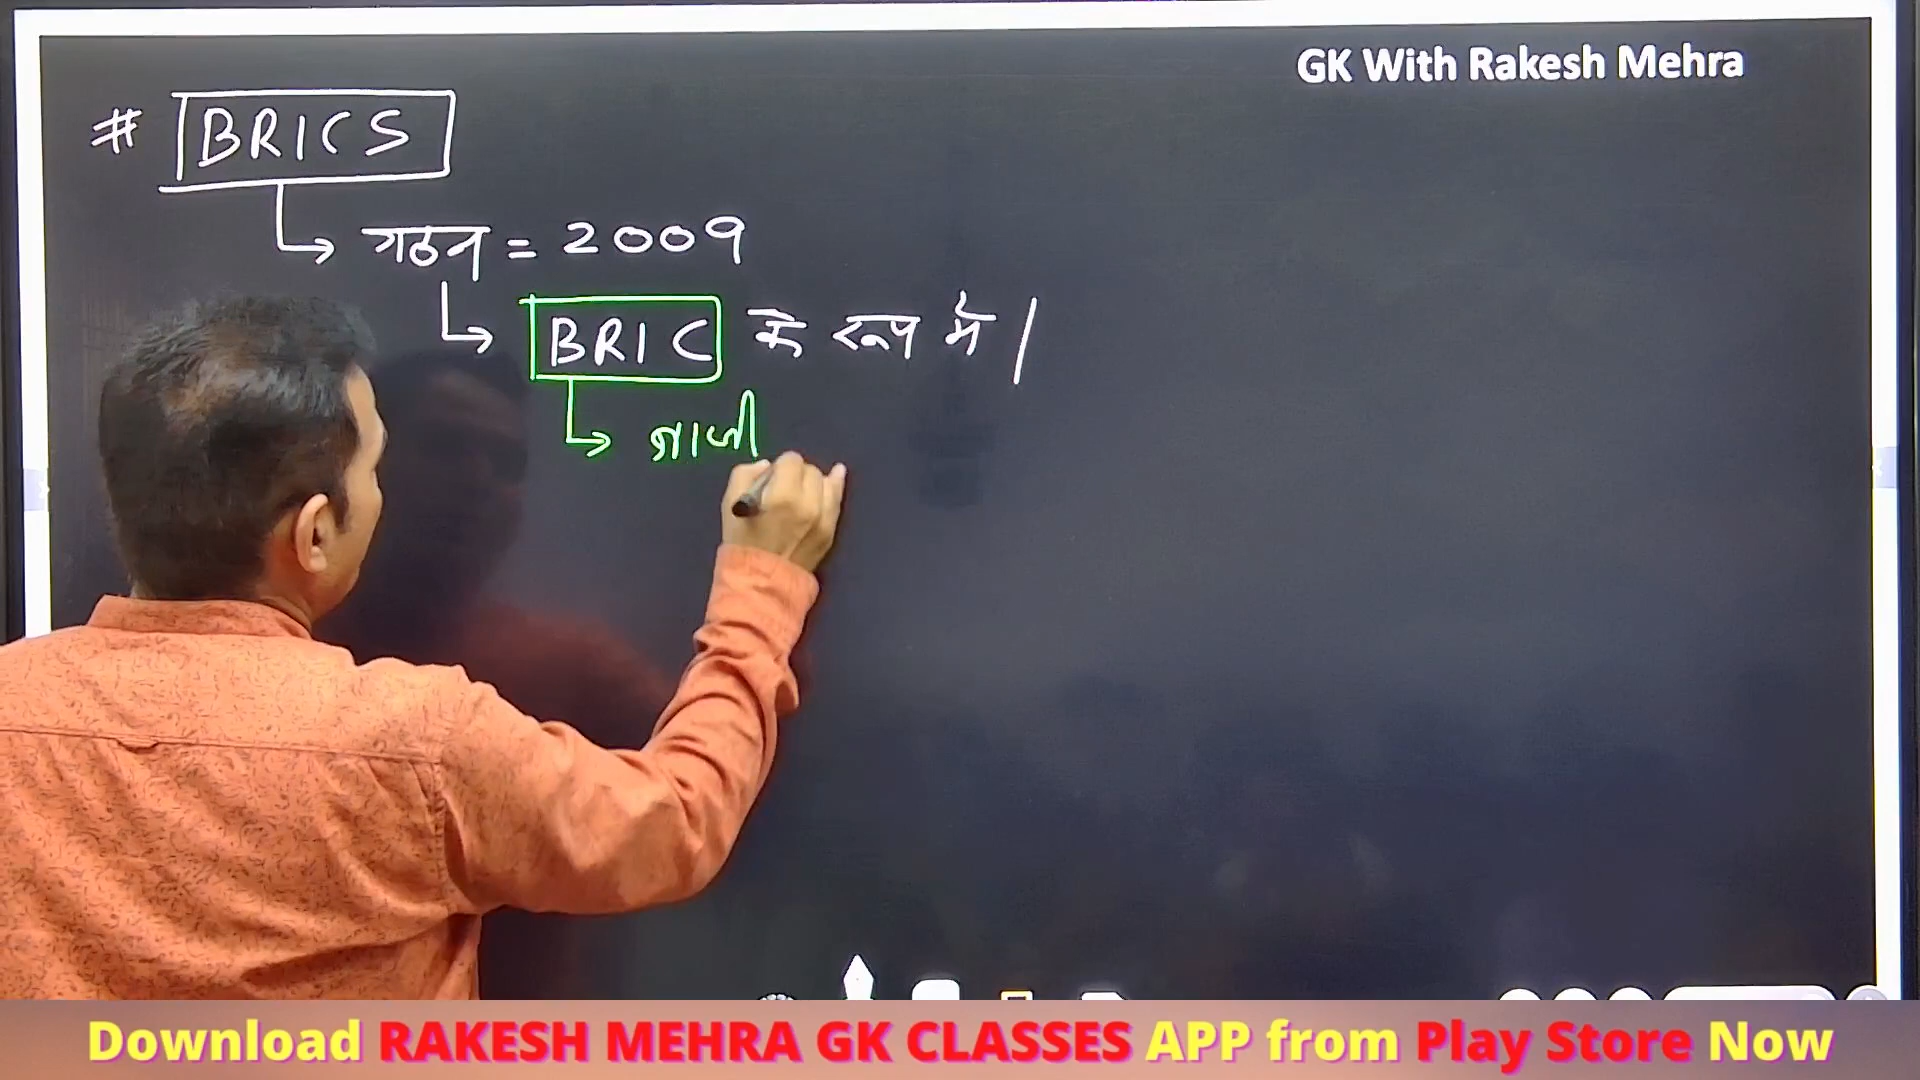 GK With Rakesh Mehra
# BRICS
गठन = 2009
BRIC के रूप में |
ब्राजी
Download RAKESH MEHRA GK CLASSES APP from Play Store Now